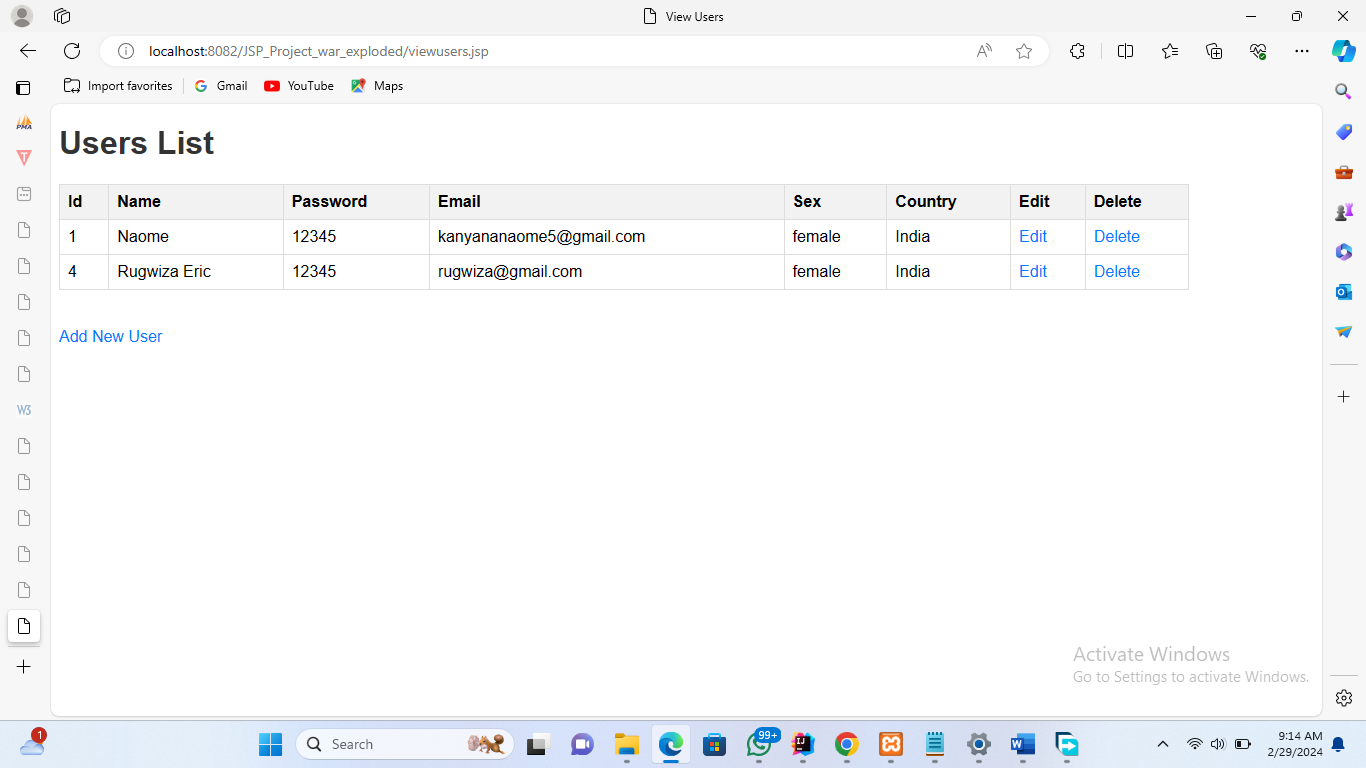 View Users
localhost:8082/JSP_Project_war_exploded/viewusers.jsp
Import favorites Gmail YouTube Maps
Users List
Id Name Password Email Sex Country Edit Delete
1 Naome 12345 kanyananaome5@gmail.com female India Edit Delete
4 Rugwiza Eric 12345 rugwiza@gmail.com female India Edit Delete
Add New User
Activate Windows
Go to Settings to activate Windows.
1 Search 99+ 9:14 AM
2/29/2024